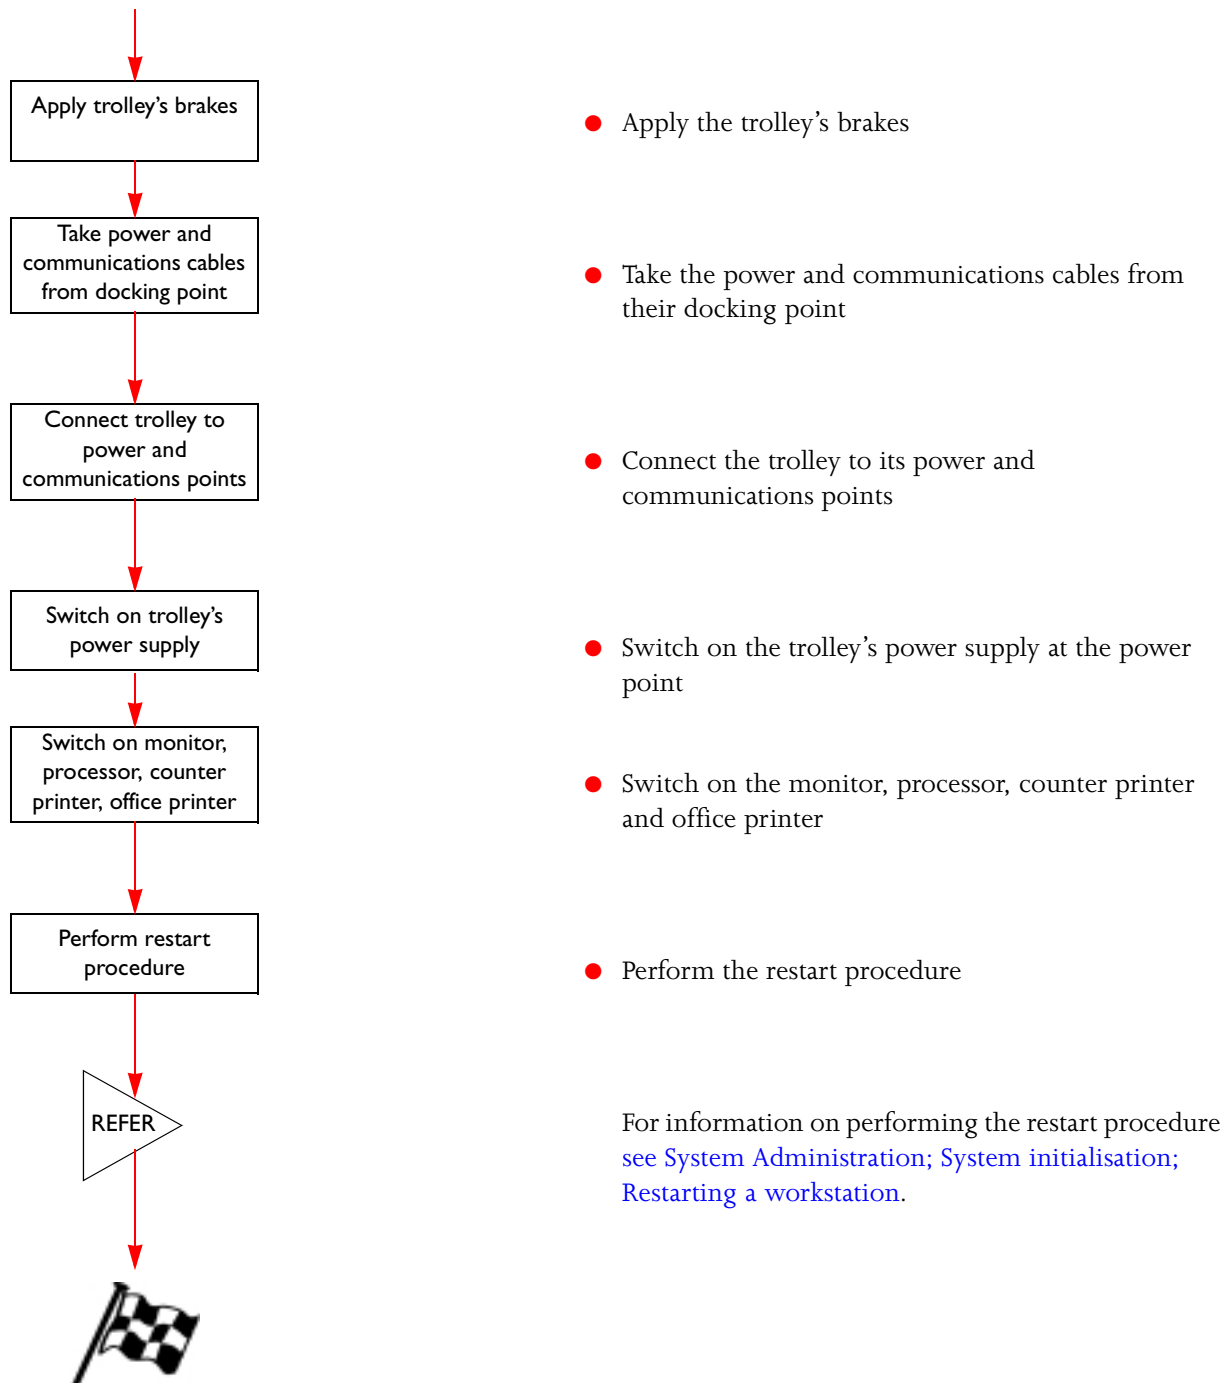 Apply trolley’s brakes
● Apply the trolley’s brakes
Take power and
communications cables
from docking point
● Take the power and communications cables from
their docking point
Connect trolley to
power and
communications points
● Connect the trolley to its power and
communications points
Switch on trolley’s
power supply
● Switch on the trolley’s power supply at the power
point
Switch on monitor,
processor, counter
printer, office printer
● Switch on the monitor, processor, counter printer
and office printer
Perform restart
procedure
● Perform the restart procedure
REFER
For information on performing the restart procedure
see System Administration; System initialisation;
Restarting a workstation.